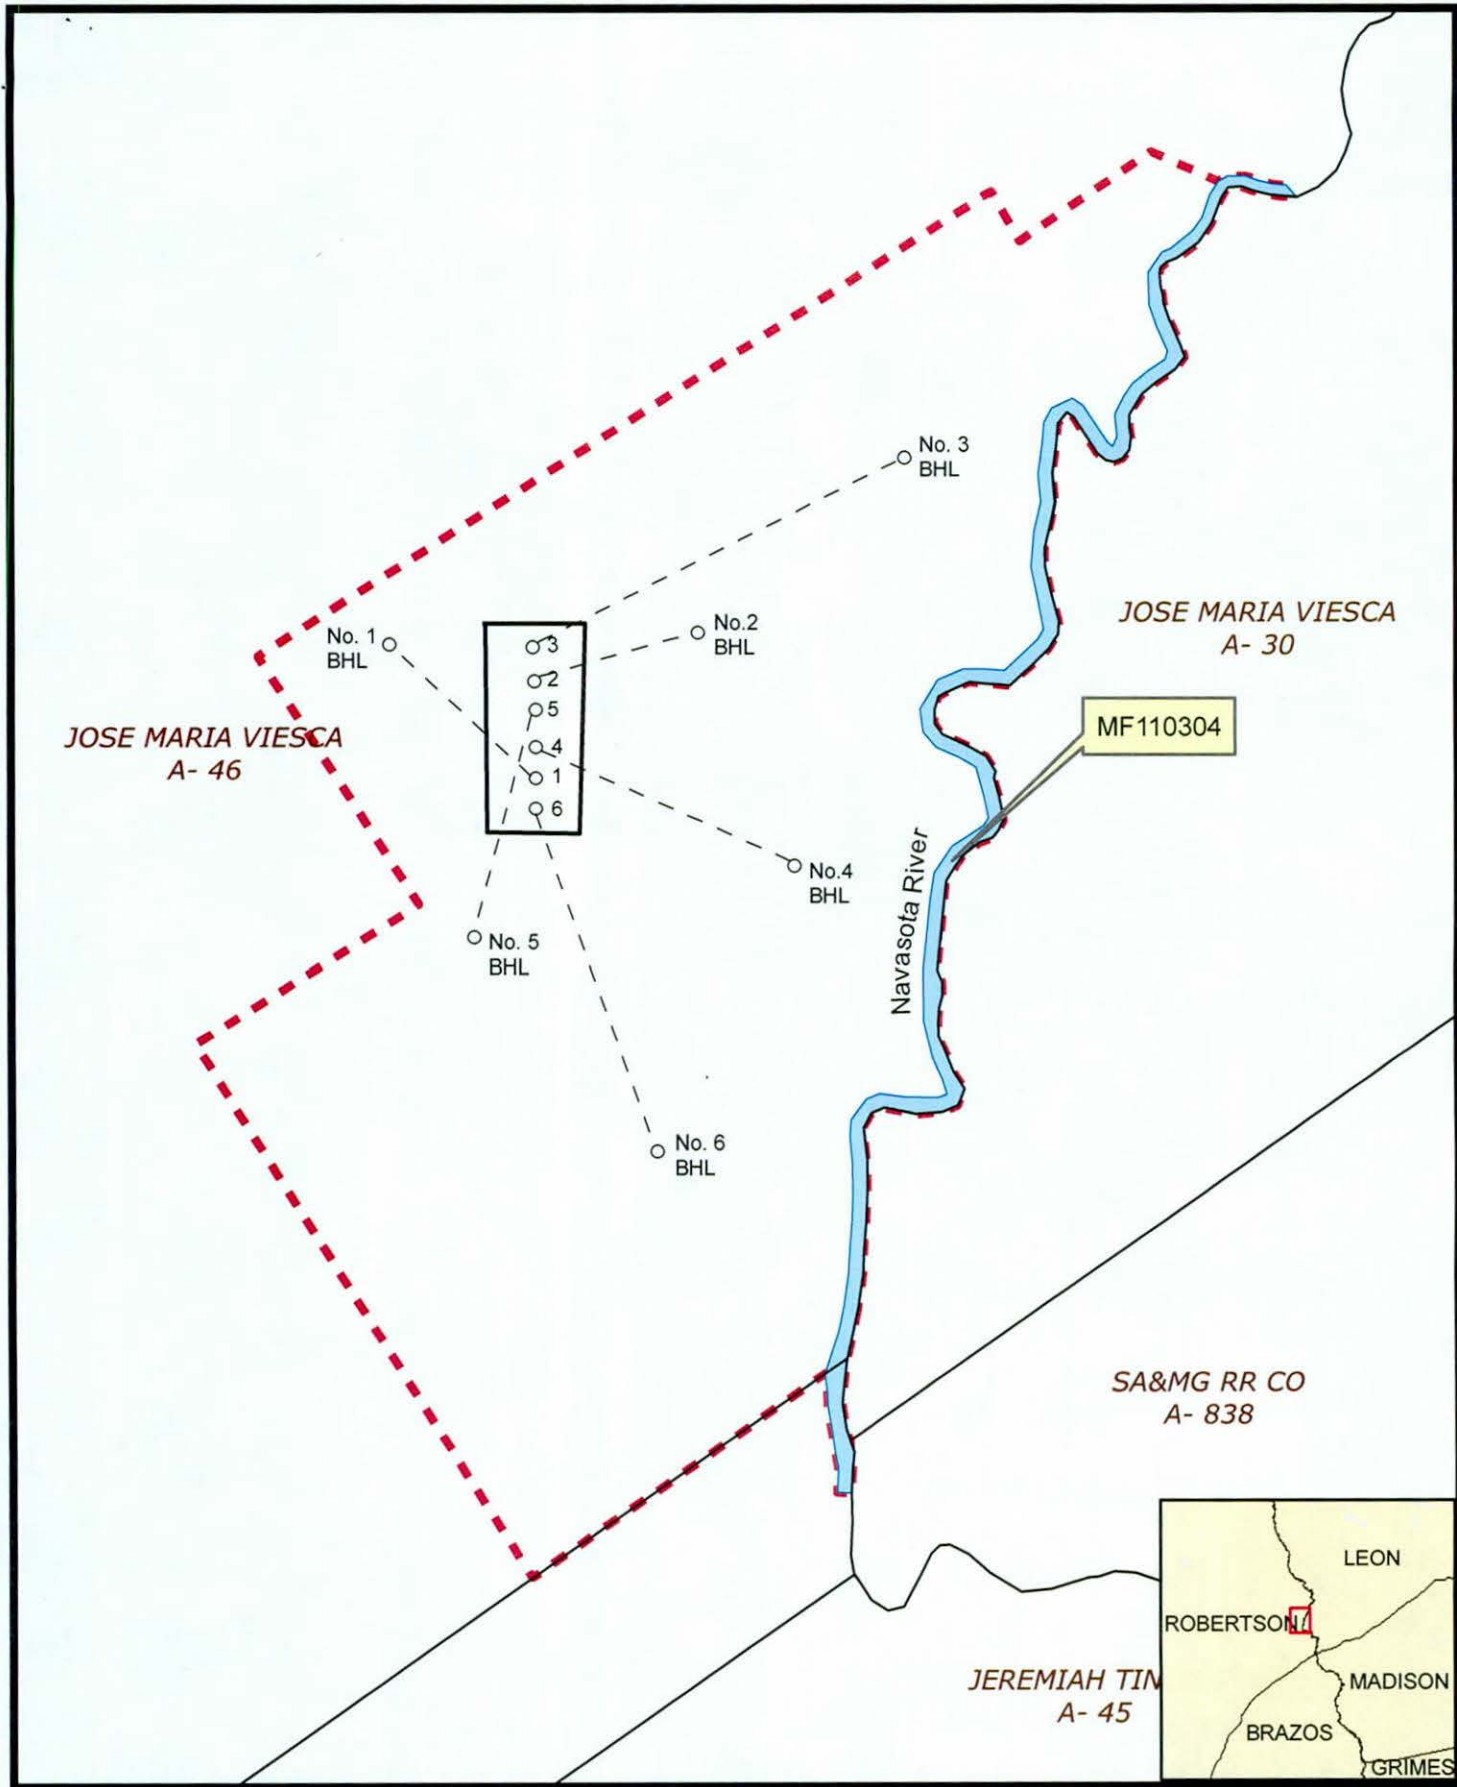 No. 3
BHL
JOSE MARIA VIESCA
A- 30
No. 1
BHL
No.2
BHL
3
2
5
4
1
6
JOSE MARIA VIESCA
A- 46
MF110304
Navasota River
No.4
BHL
No. 5
BHL
No. 6
BHL
SA&MG RR CO
A- 838
JEREMIAH TIN
A- 45
LEON
ROBERTSON
MADISON
BRAZOS
GRIMES